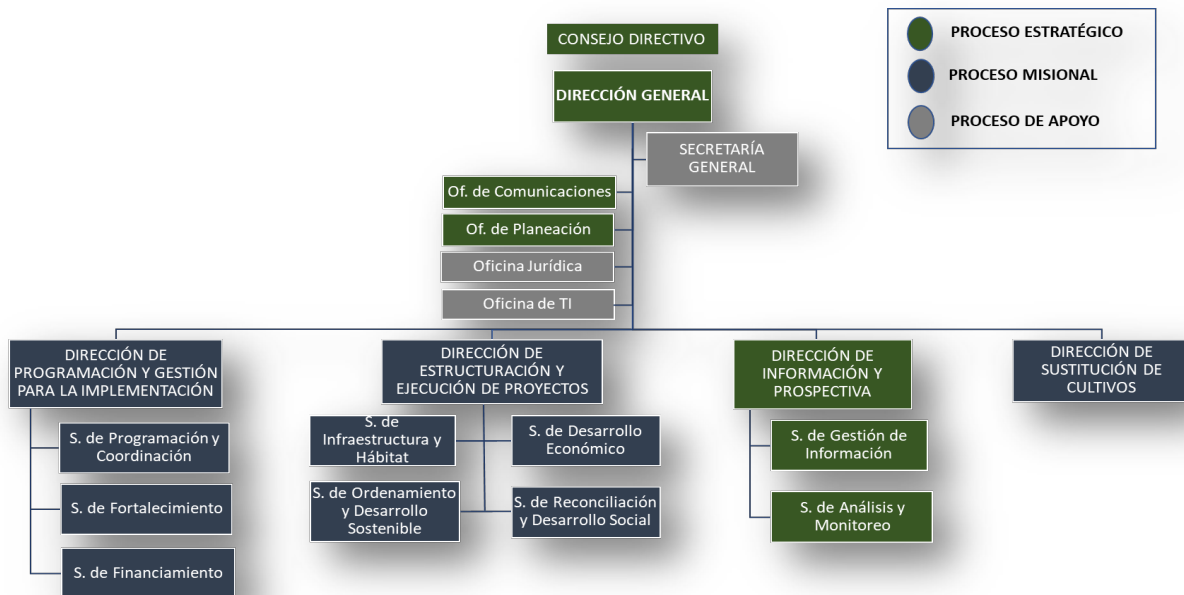 CONSEJO DIRECTIVO
DIRECCIÓN GENERAL
PROCESO ESTRATÉGICO
PROCESO MISIONAL
PROCESO DE APOYO
SECRETARÍA
GENERAL
Of. de Comunicaciones
Of. de Planeación
Oficina Jurídica
Oficina de TI
DIRECCIÓN DE
PROGRAMACIÓN Y GESTIÓN
PARA LA IMPLEMENTACIÓN
S. de Programación y
Coordinación
S. de Fortalecimiento
S. de Financiamiento
DIRECCIÓN DE
ESTRUCTURACIÓN Y
EJECUCIÓN DE PROYECTOS
S. de
Infraestructura y
Hábitat
S. de Desarrollo
Económico
S. de Ordenamiento
y Desarrollo
Sostenible
S. de Reconciliación
y Desarrollo Social
DIRECCIÓN DE
INFORMACIÓN Y
PROSPECTIVA
S. de Gestión de
Información
S. de Análisis y
Monitoreo
DIRECCIÓN DE
SUSTITUCIÓN DE
CULTIVOS